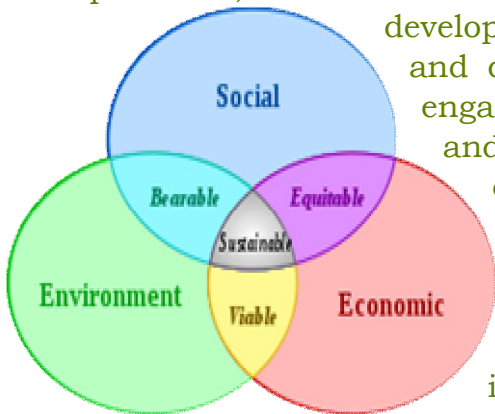 develop
and
enga
and
Social
Bearable
Equitable
Sustainable
Environment
Economic
Viable
i